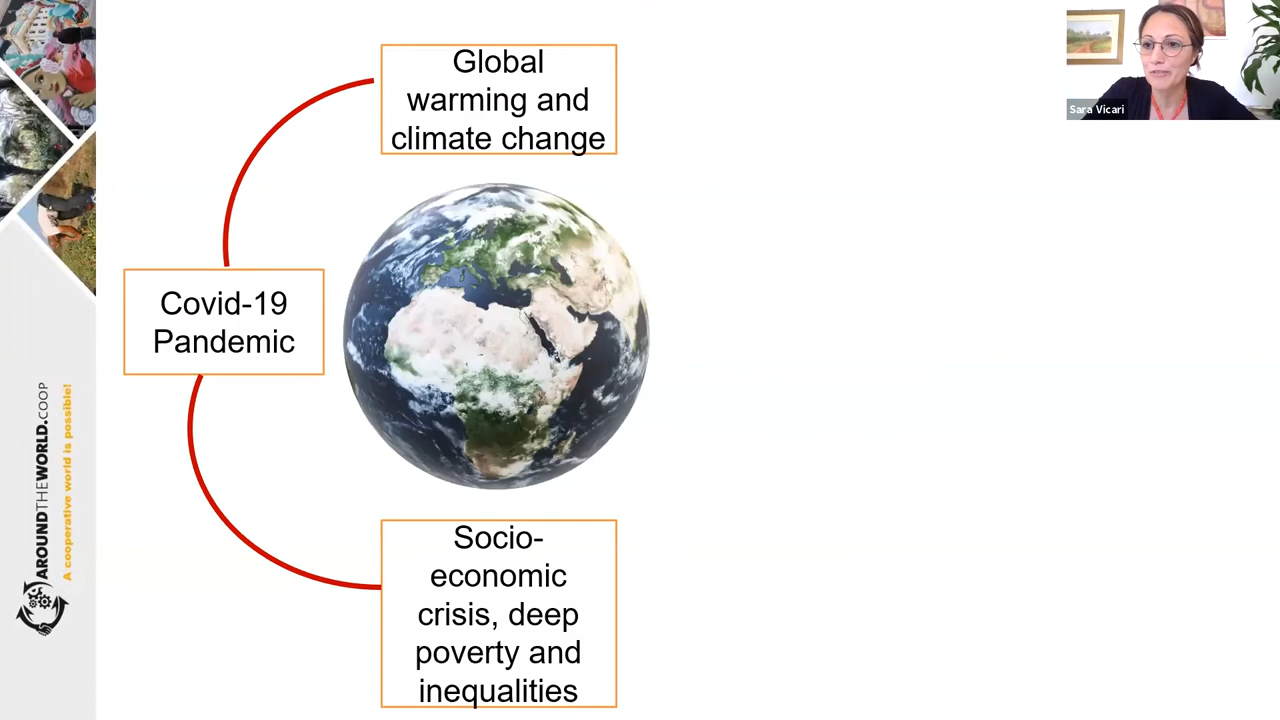 Global
warming and
climate change
Sara Vicari
Covid-19
Pandemic
Socio-
economic
crisis, deep
poverty and
inequalities
AROUNDTHEWORLD.COOP
A cooperative world is possible!